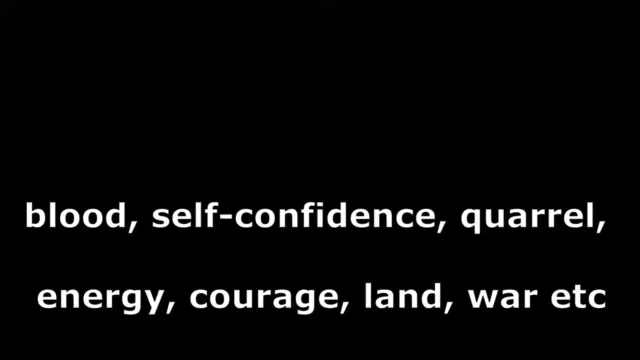 blood, self-confidence, quarrel,
energy, courage, land, war etc